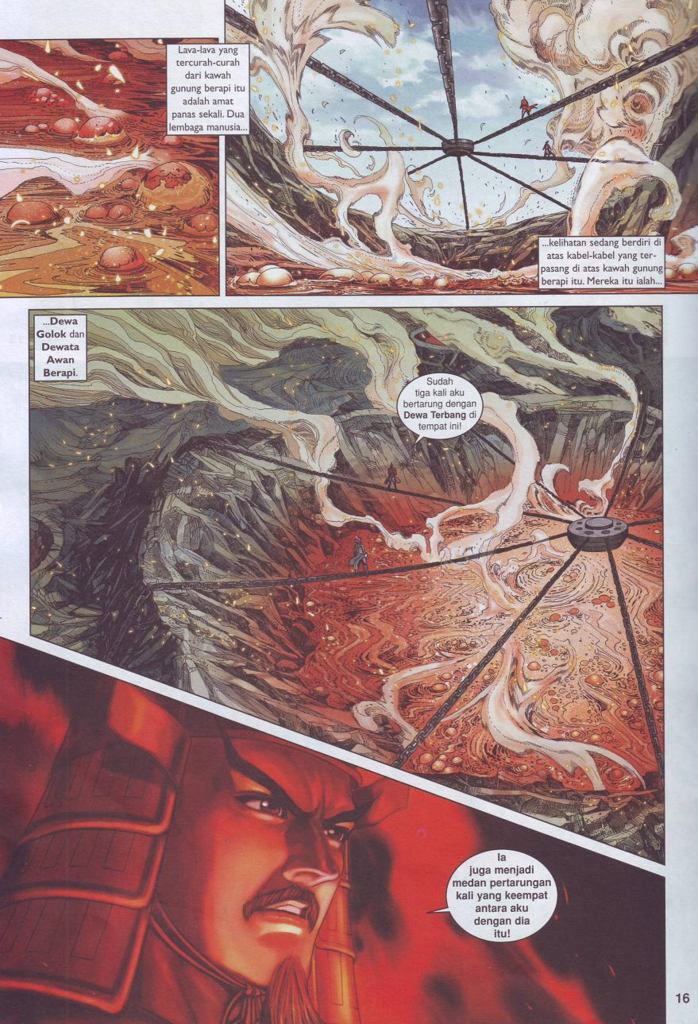 Lava-lava yang
tercurah-curah
dari kawah
gunung berapi itu
adalah amat
panas sekali. Dua
lembaga manusia...
...kelihatan sedang berdiri di
atas kabel-kabel yang ter-
pasang di atas kawah gunung
berapi itu. Mereka itu ialah...
...Dewa
Golok dan
Dewata
Awan
Berapi.
Sudah
tiga kali aku
bertarung dengan
Dewa Terbang di
tempat ini!
Ia
juga menjadi
medan pertarungan
kali yang keempat
antara aku
dengan dia
itu!
16